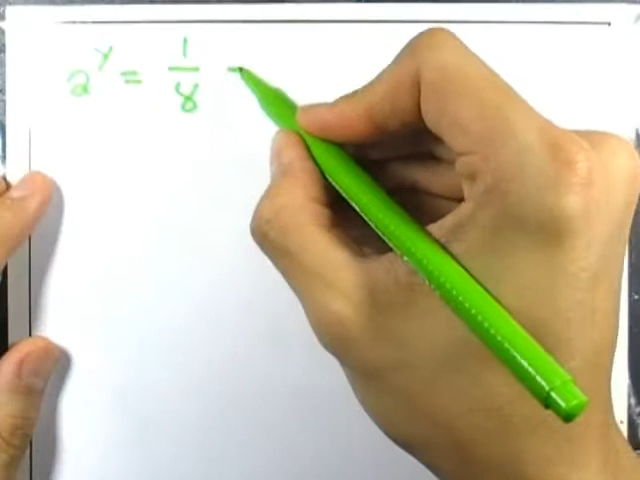 2^y = 1/8 -